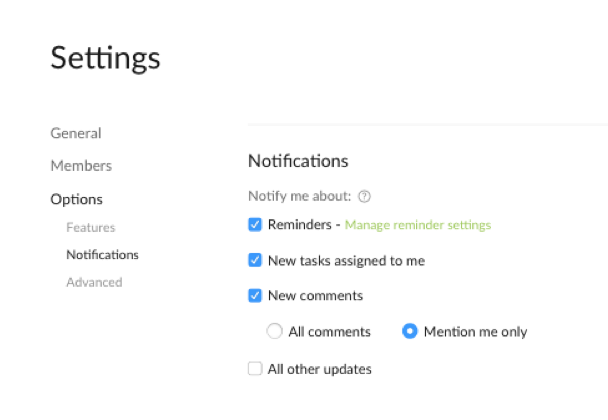 Settings
General
Members
Options
Features
Notifications
Advanced
Notifications
Notify me about: ?
Reminders - Manage reminder settings
New tasks assigned to me
New comments
All comments Mention me only
All other updates